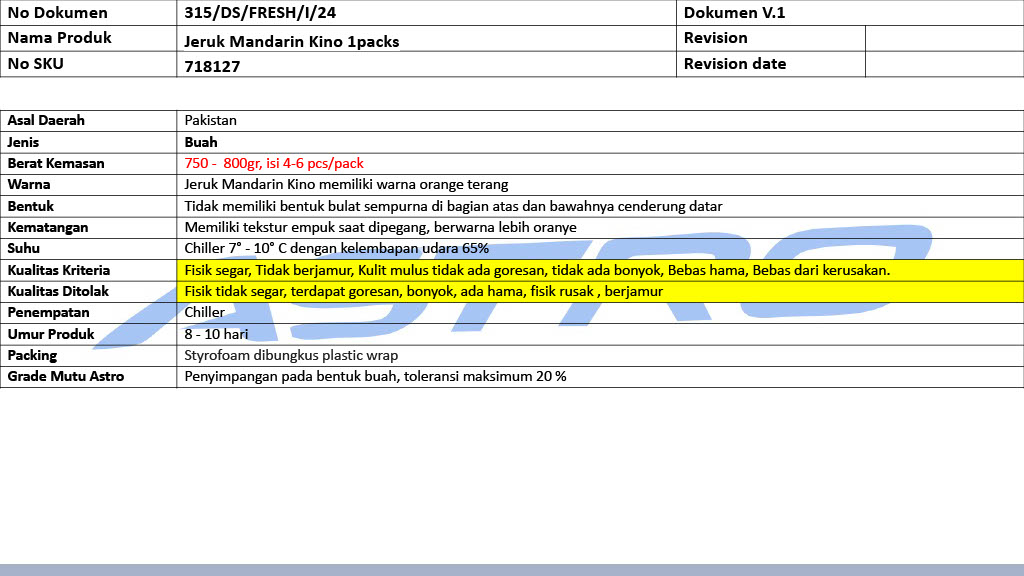 No Dokumen 315/DS/FRESH/I/24 Dokumen V.1
Nama Produk Jeruk Mandarin Kino 1packs Revision
No SKU 718127 Revision date
Asal Daerah Pakistan
Jenis Buah
Berat Kemasan 750 - 800gr, isi 4-6 pcs/pack
Warna Jeruk Mandarin Kino memiliki warna orange terang
Bentuk Tidak memiliki bentuk bulat sempurna di bagian atas dan bawahnya cenderung datar
Kematangan Memiliki tekstur empuk saat dipegang, berwarna lebih oranye
Suhu Chiller 7° - 10° C dengan kelembapan udara 65%
Kualitas Kriteria Fisik segar, Tidak berjamur, Kulit mulus tidak ada goresan, tidak ada bonyok, Bebas hama, Bebas dari kerusakan.
Kualitas Ditolak Fisik tidak segar, terdapat goresan, bonyok, ada hama, fisik rusak , berjamur
Penempatan Chiller
Umur Produk 8 - 10 hari
Packing Styrofoam dibungkus plastic wrap
Grade Mutu Astro Penyimpangan pada bentuk buah, toleransi maksimum 20 %
ASTRO